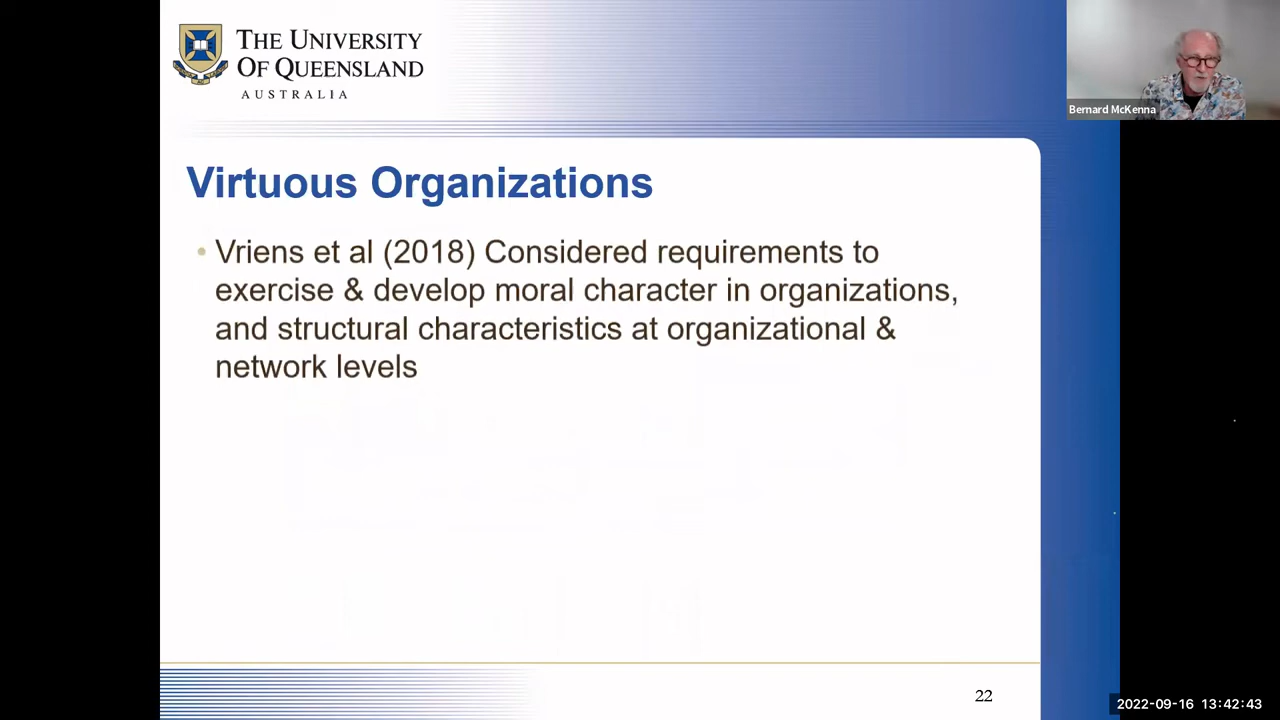 THE UNIVERSITY
OF QUEENSLAND
AUSTRALIA
Bernard McKenna
Virtuous Organizations
• Vriens et al (2018) Considered requirements to
exercise & develop moral character in organizations,
and structural characteristics at organizational &
network levels
22
2022-09-16 13:42:43